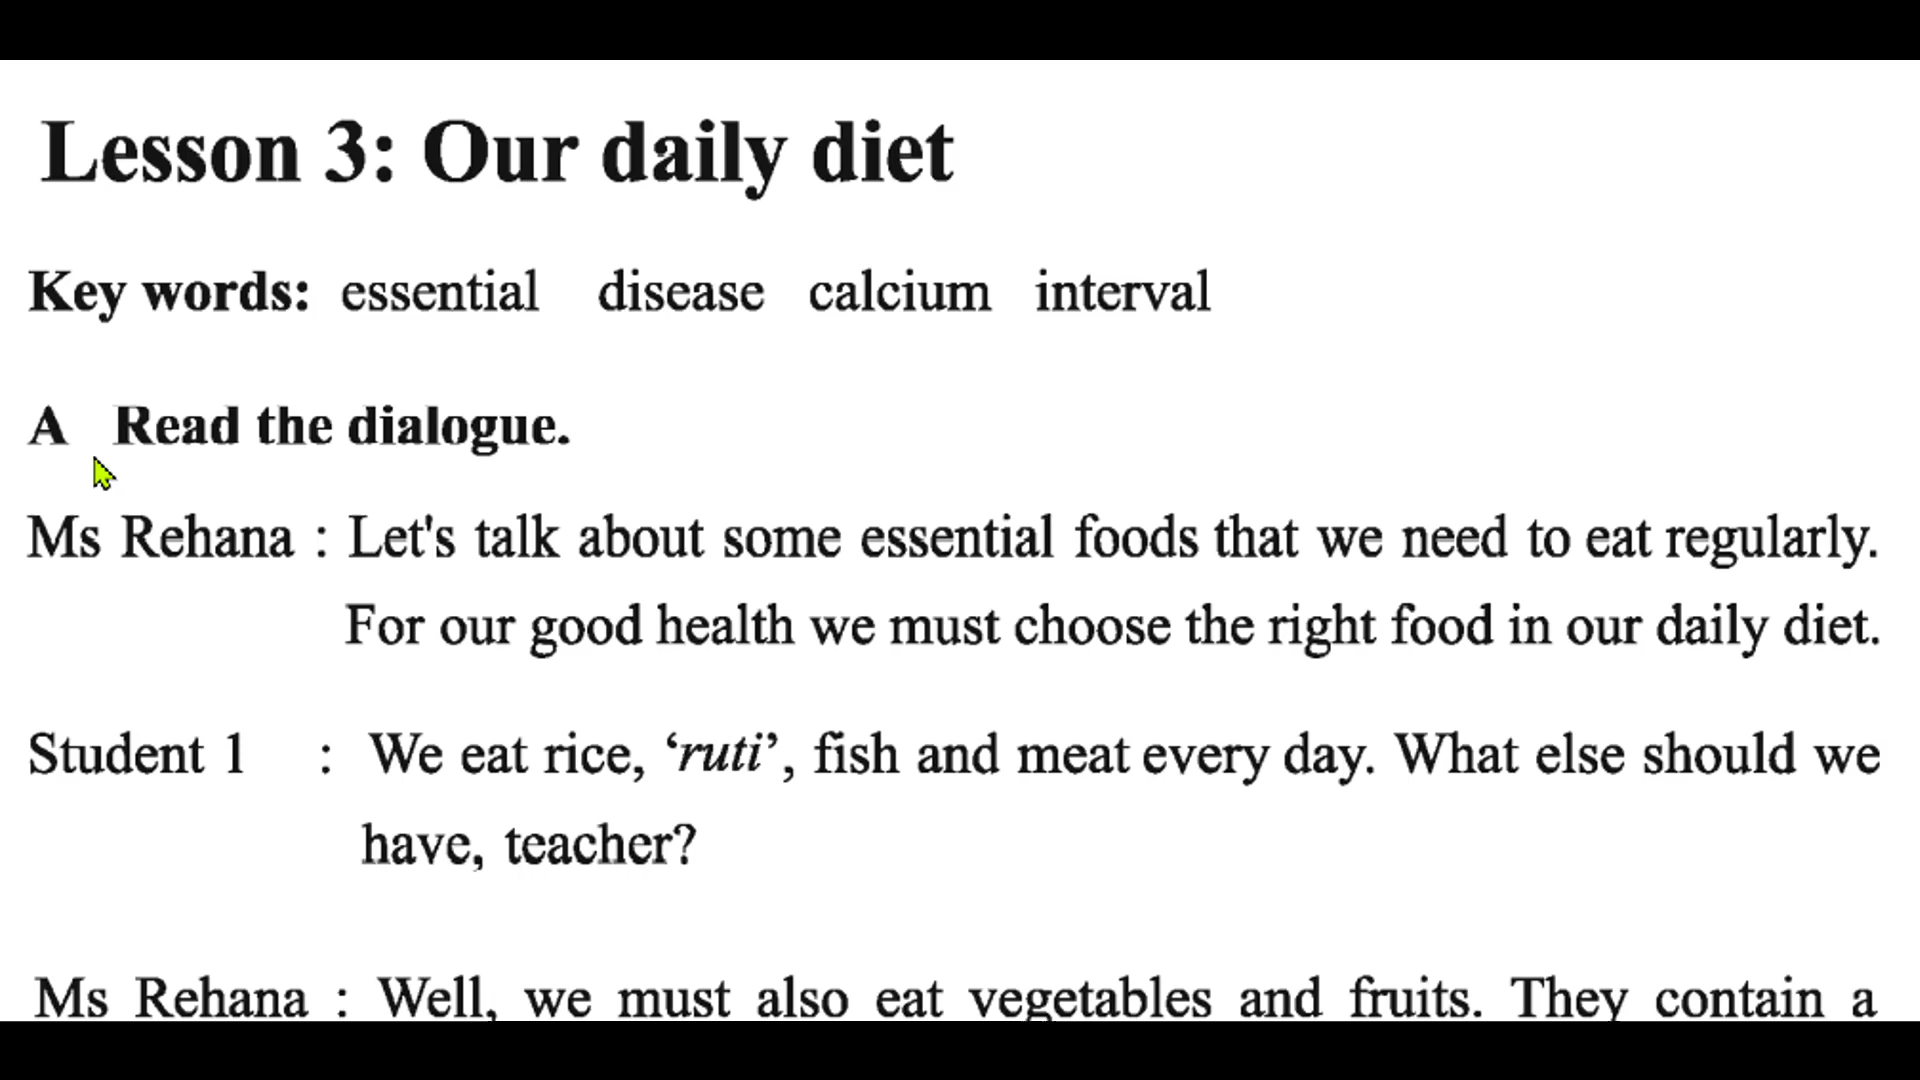 Lesson 3: Our daily diet
Key words: essential disease calcium interval
A Read the dialogue.
Ms Rehana : Let's talk about some essential foods that we need to eat regularly.
For our good health we must choose the right food in our daily diet.
Student 1 : We eat rice, ‘ruti’, fish and meat every day. What else should we
have, teacher?
Ms Rehana : Well, we must also eat vegetables and fruits. They contain a